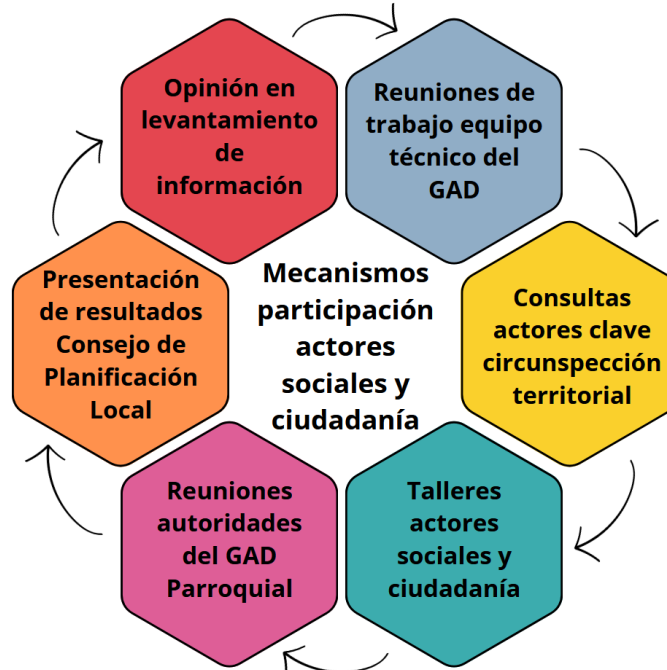 Opinión en
levantamiento
de
información
Reuniones de
trabajo equipo
técnico del
GAD
Consultas
actores clave
circunspección
territorial
Talleres
actores
sociales y
ciudadanía
Reuniones
autoridades
del GAD
Parroquial
Presentación
de resultados
Consejo de
Planificación
Local
Mecanismos
participación
actores
sociales y
ciudadanía